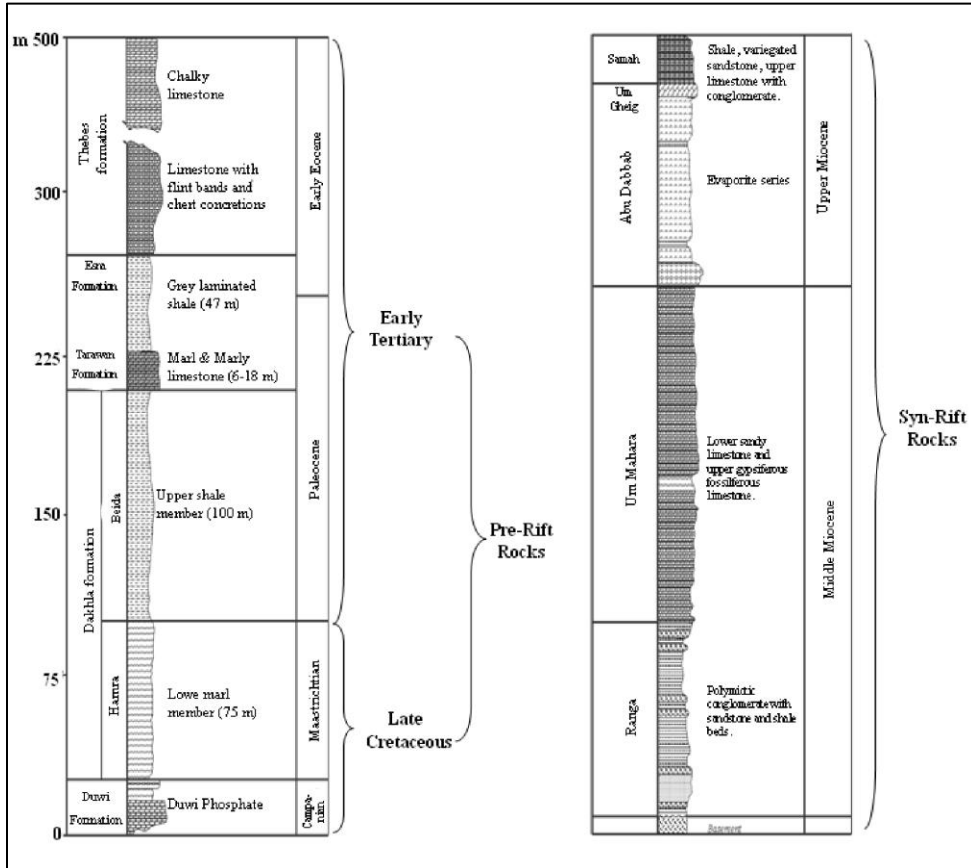 m 500
300
225
150
75
0
Thebes
formation
Chalky
limestone
Limestone with
flint bands and
chert concretions
Early Eocene
Esna
Formation
Grey laminated
shale (47 m)
Tarawan
Formation
Marl & Marly
limestone (6-18 m)
Dakhla formation
Beida
Upper shale
member (100 m)
Paleocene
Hamra
Lowe marl
member (75 m)
Maastrichtian
Duwi
Formation
Duwi Phosphate
Campa-
nian
Early
Tertiary
Late
Cretaceous
Pre-Rift
Rocks
Samah
Shale, variegated
sandstone, upper
limestone with
conglomerate.
Um
Gheig
Abu Dabbab
Evaporite series
Upper Miocene
Um Mahara
Lower sandy
limestone and
upper gypsiferous
fossilferous
limestone.
Middle Miocene
Ranga
Polymictic
conglomerate with
sandstone and shale
beds.
Basement
Syn-Rift
Rocks